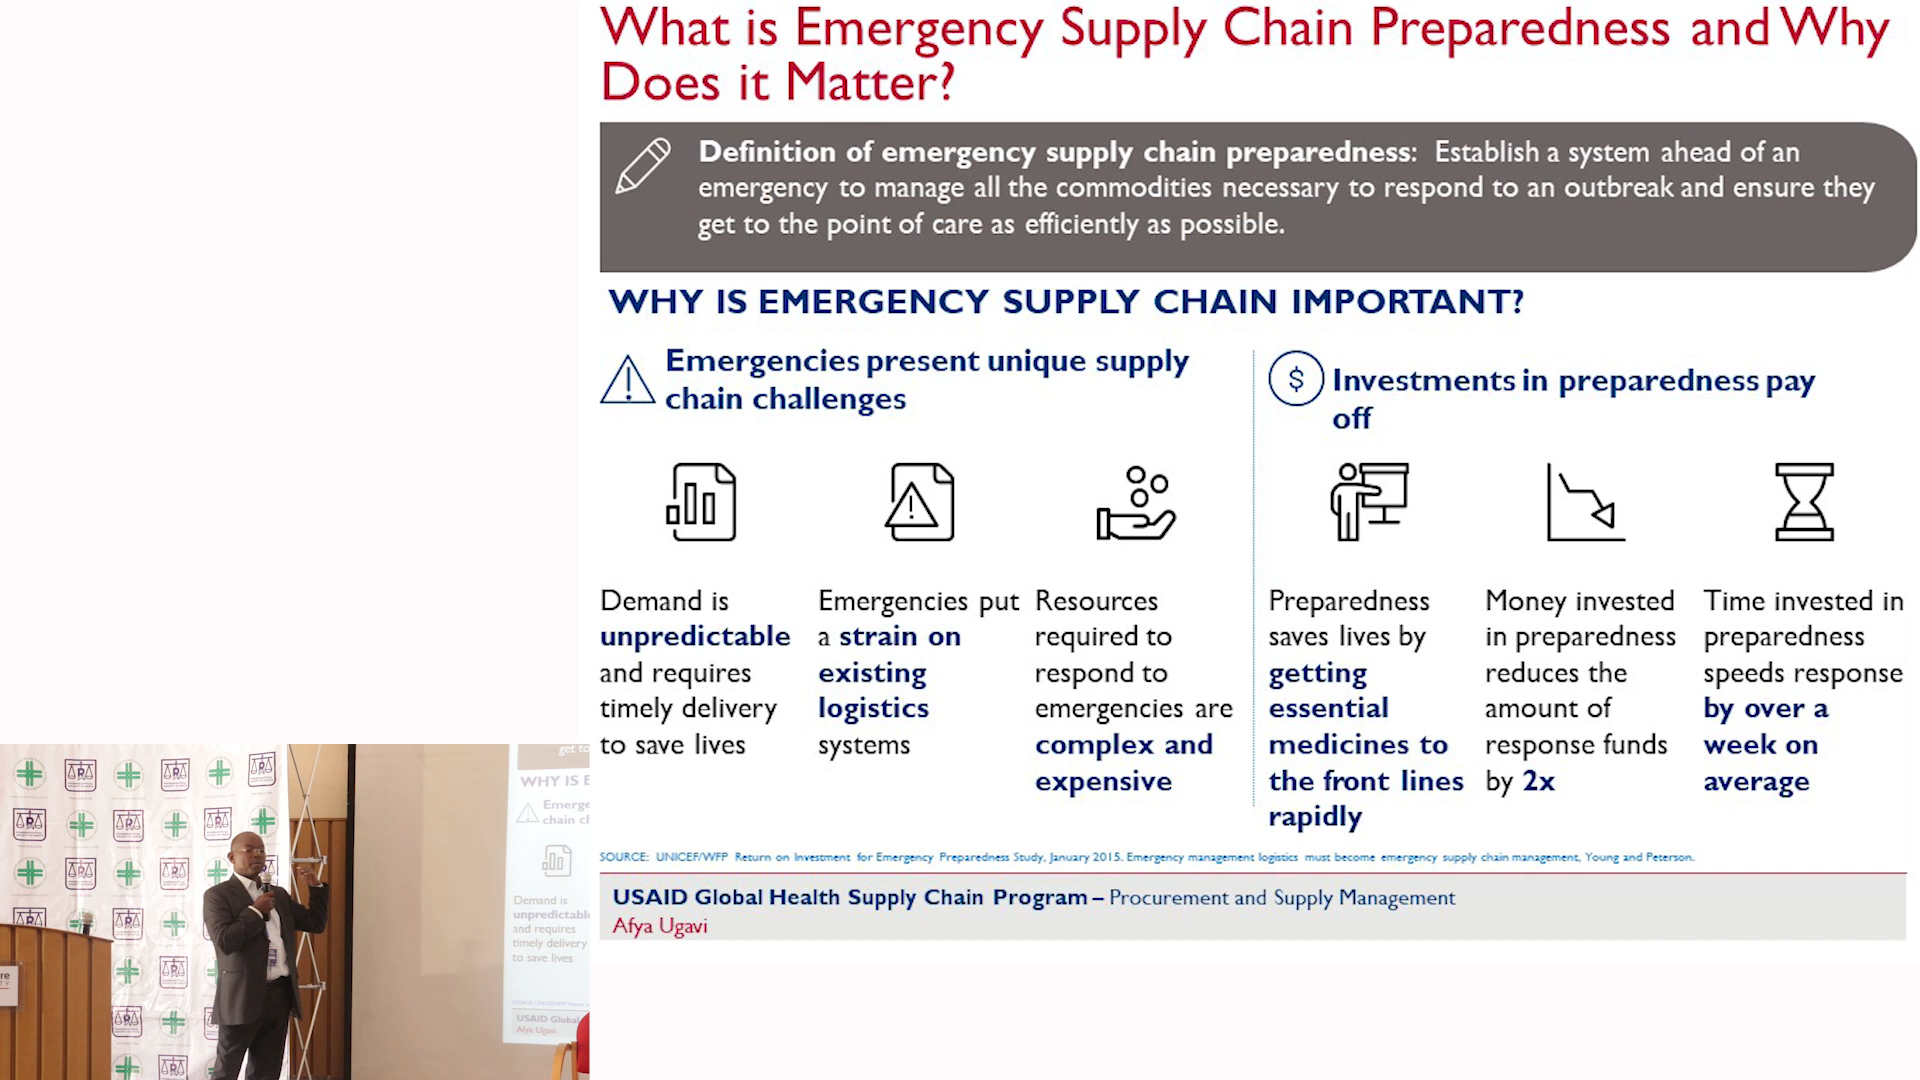 What is Emergency Supply Chain Preparedness and Why
Does it Matter?
Definition of emergency supply chain preparedness: Establish a system ahead of an
emergency to manage all the commodities necessary to respond to an outbreak and ensure they
get to the point of care as efficiently as possible.
WHY IS EMERGENCY SUPPLY CHAIN IMPORTANT?
Emergencies present unique supply
chain challenges
Demand is
unpredictable
and requires
timely delivery
to save lives
Emergencies put
a strain on
existing
logistics
systems
Resources
required to
respond to
emergencies are
complex and
expensive
$ Investments in preparedness pay
off
Preparedness
saves lives by
getting
essential
medicines to
the front lines
rapidly
Money invested
in preparedness
reduces the
amount of
response funds
by 2x
Time invested in
preparedness
speeds response
by over a
week on
average
SOURCE: UNICEF/WFP Return on Investment for Emergency Preparedness Study, January 2015. Emergency management logistics must become emergency supply chain management, Young and Peterson.
USAID Global Health Supply Chain Program – Procurement and Supply Management
Afya Ugavi
get to
WHY IS E
Emerge
chain ch
Demand is
unpredictabl
and requires
timely delivery
to save lives
USAID Global
Afya Ugavi